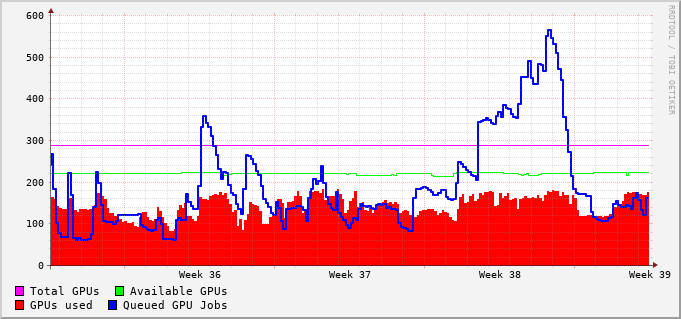 600
500
400
300
200
100
0
Week 36 Week 37 Week 38 Week 39
Total GPUs Available GPUs
GPUs used Queued GPU Jobs
RRDTOOL / TOBI OETIKER